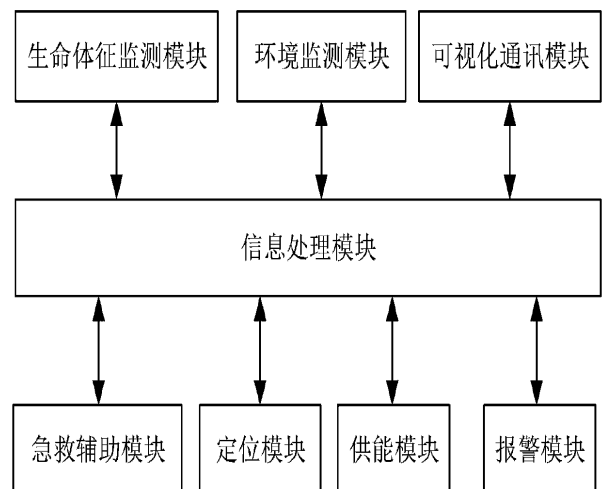 生命体征监测模块
环境监测模块
可视化通讯模块
信息处理模块
急救辅助模块
定位模块
供能模块
报警模块